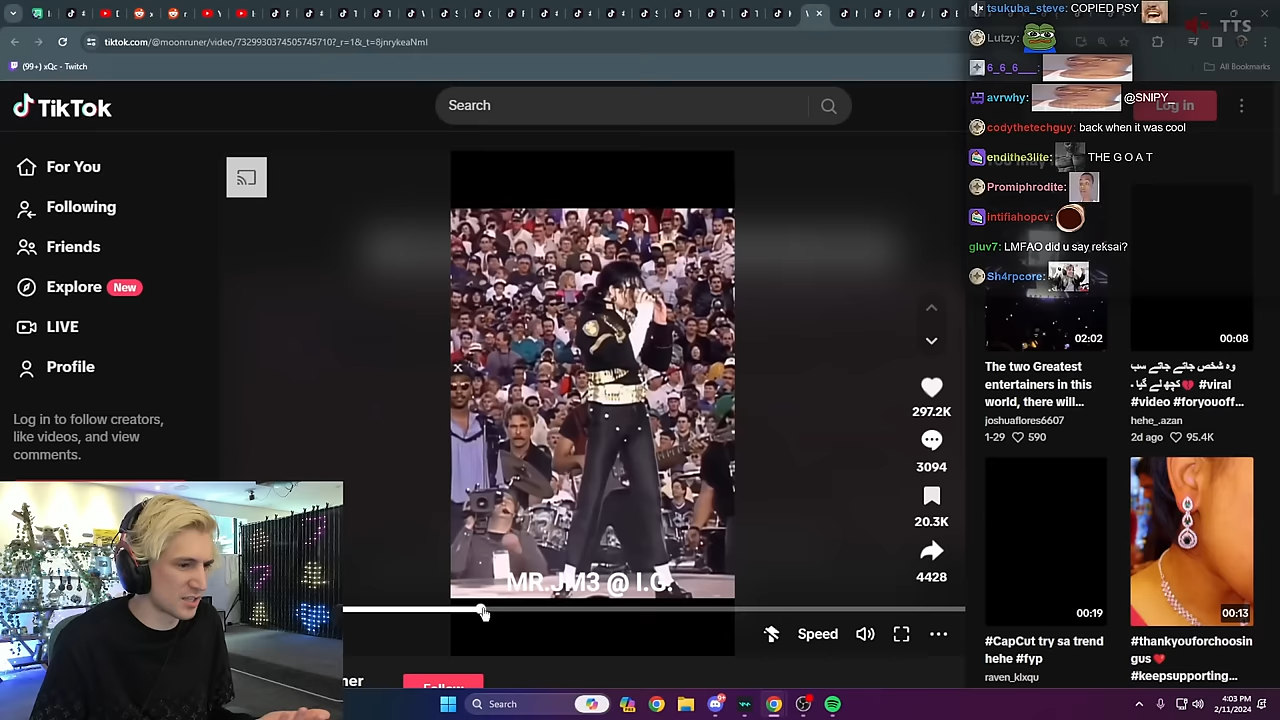 tiktok.com/@moonruner/video/7329930374505745710?_r=1&_t=8jnrykeaNmI
(99+) xQc - Twitch
All Bookmarks
TTS
tsukuba_steve: COPIED PSY
Lutzy:
6_6_6___:
avrwhy: @SNIPY_
codythetechguy: back when it was cool
endithe3lite: THE G O A T
Promiphrodite:
intifiahopcv:
gluv7: LMFAO did u say reksai?
Sh4rpcore:
TikTok
Search
Log in
For You
Following
Friends
Explore New
LIVE
Profile
Log in to follow creators,
like videos, and view
comments.
X
MR.JM3 @ I.G.
297.2K
3094
20.3K
4428
Speed
Follow
02:02
The two Greatest
entertainers in this
world, there will...
joshuaflores6607
1-29 590
00:08
وہ شخص جاتے جاتے سب
کچھ لے گیا . #viral
#video #foryouoff...
hehe_.azan
2d ago 95.4K
00:19
#CapCut try sa trend
hehe #fyp
raven_kixqu
00:13
#thankyouforchoosin
gus #keepsupporting...
Search
4:03 PM
2/11/2024